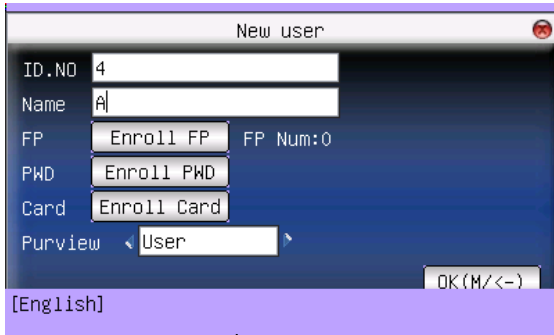 New user
ID.NO 4
Name A
FP Enroll FP FP Num:0
PWD Enroll PWD
Card Enroll Card
Purview User
OK(M/<-)
[English]